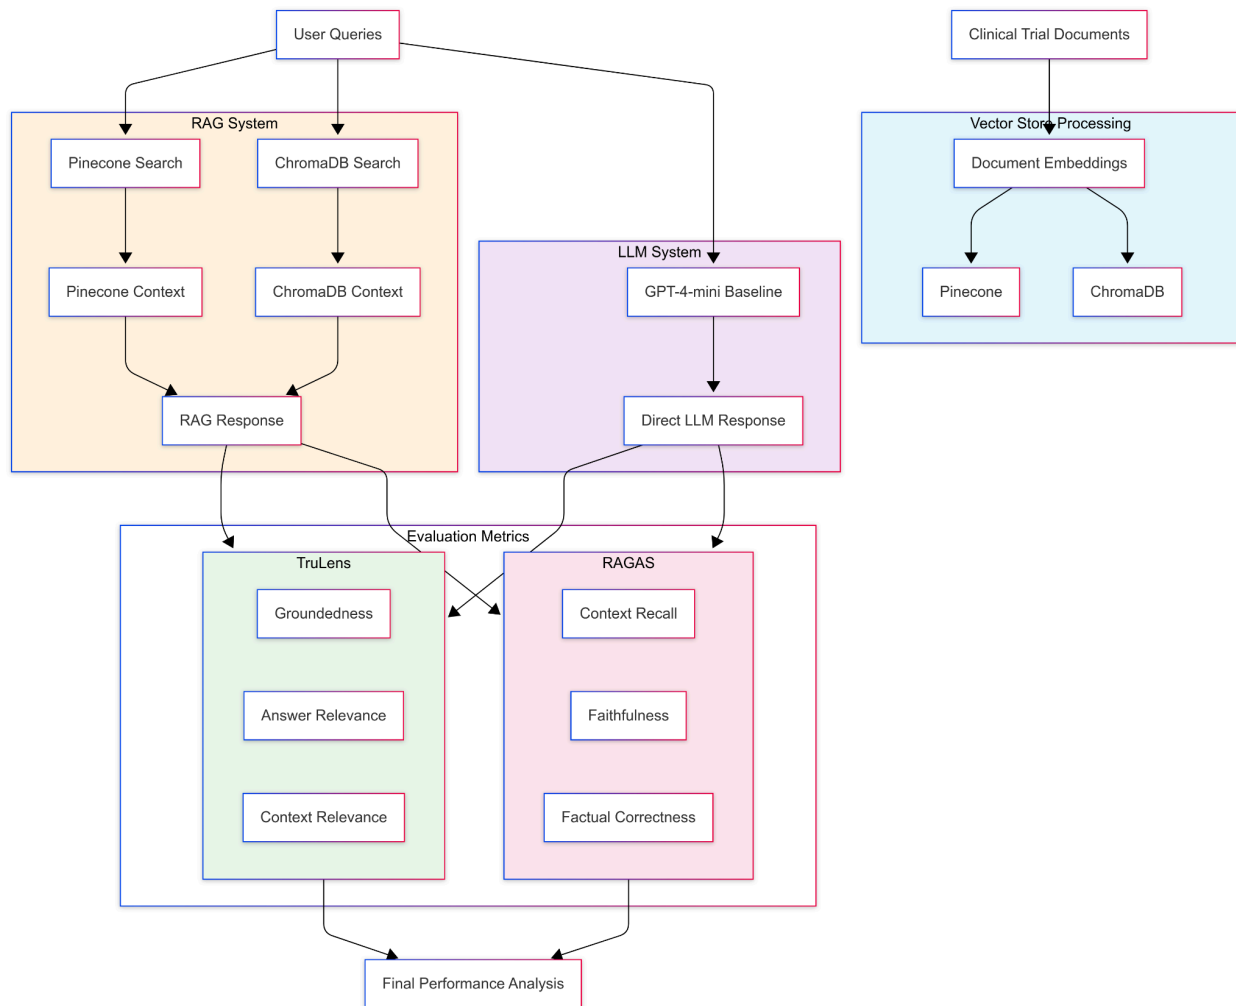 User Queries
Clinical Trial Documents
RAG System
Pinecone Search
ChromaDB Search
Pinecone Context
ChromaDB Context
RAG Response
LLM System
GPT-4-mini Baseline
Direct LLM Response
Vector Store Processing
Document Embeddings
Pinecone
ChromaDB
Evaluation Metrics
TruLens
Groundedness
Answer Relevance
Context Relevance
RAGAS
Context Recall
Faithfulness
Factual Correctness
Final Performance Analysis